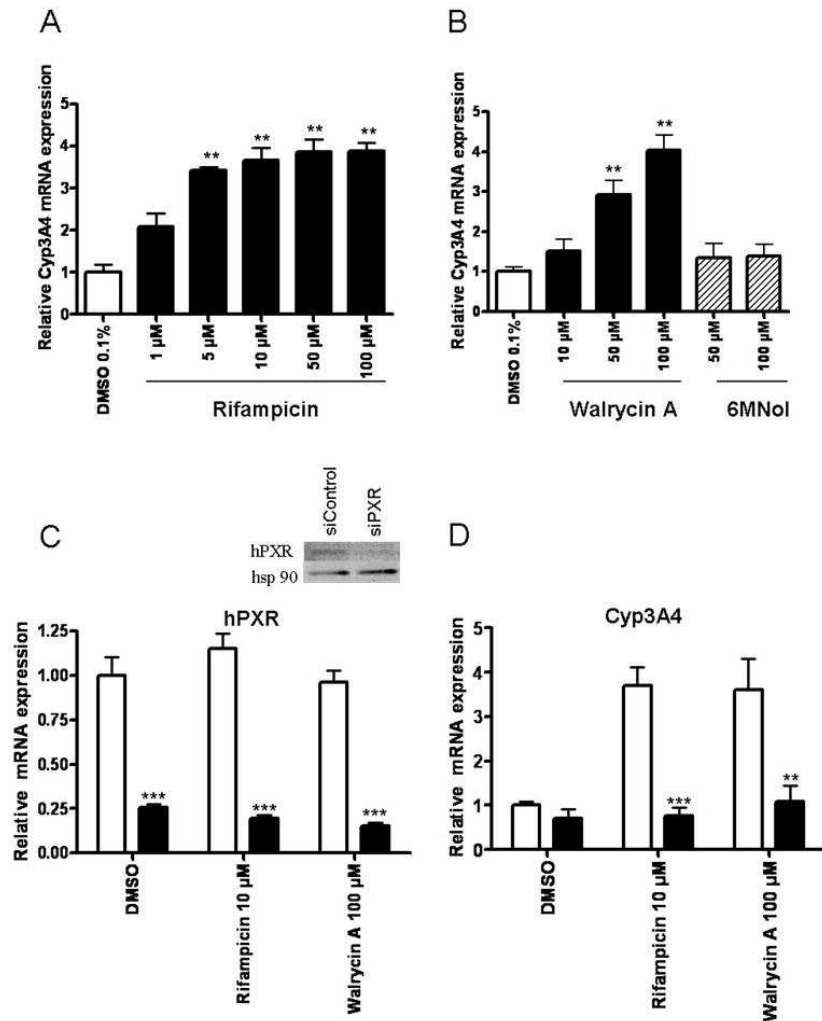 A
Relative Cyp3A4 mRNA expression
5
4
3
2
1
0
**
**
**
**
DMSO 0.1%
1 µM
5 µM
10 µM
50 µM
100 µM
Rifampicin
B
Relative Cyp3A4 mRNA expression
5
4
3
2
1
0
**
**
DMSO 0.1%
10 µM
50 µM
100 µM
50 µM
100 µM
Walrycin A
6MNol
C
siControl
siPXR
hPXR
hsp 90
hPXR
Relative mRNA expression
1.25
1.00
0.75
0.50
0.25
0.00
***
***
***
DMSO
Rifampicin 10 µM
Walrycin A 100 µM
D
Cyp3A4
Relative mRNA expression
5
4
3
2
1
0
***
**
DMSO
Rifampicin 10 µM
Walrycin A 100 µM